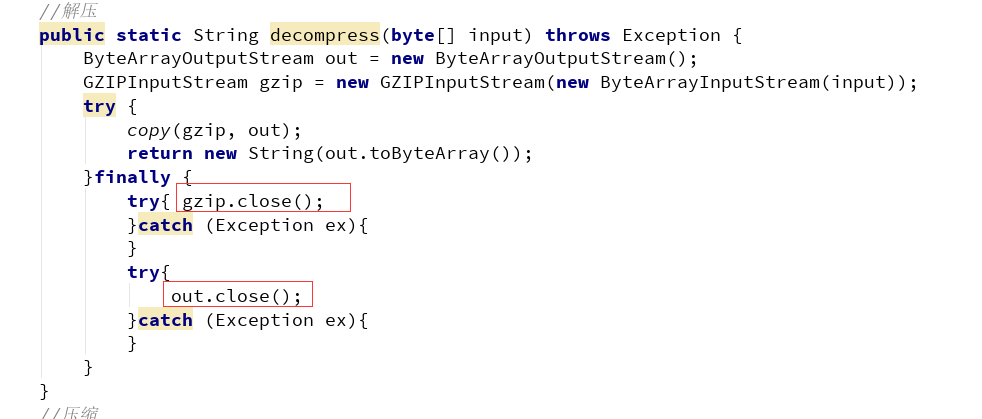 //解压
public static String decompress(byte[] input) throws Exception {
    ByteArrayOutputStream out = new ByteArrayOutputStream();
    GZIPInputStream gzip = new GZIPInputStream(new ByteArrayInputStream(input));
    try {
        copy(gzip, out);
        return new String(out.toByteArray());
    }finally {
        try{ gzip.close();
        }catch (Exception ex){
        }
        try{
            out.close();
        }catch (Exception ex){
        }
    }
}
//压缩